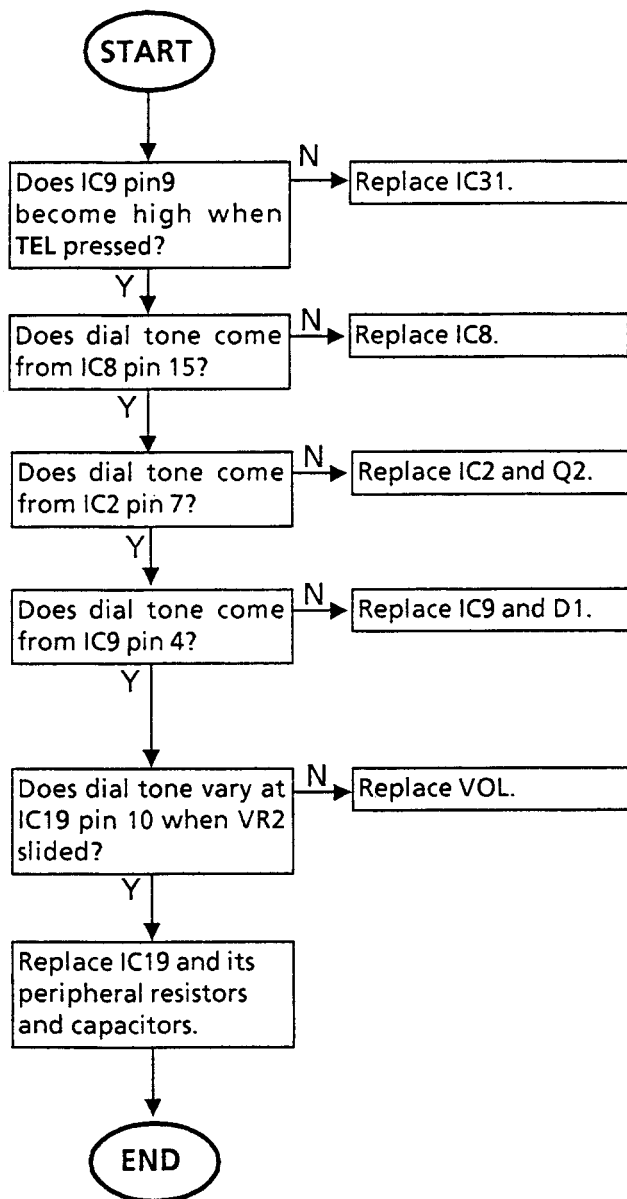 START
Does IC9 pin9
become high when
TEL pressed?
N
Replace IC31.
Y
Does dial tone come
from IC8 pin 15?
N
Replace IC8.
Y
Does dial tone come
from IC2 pin 7?
N
Replace IC2 and Q2.
Y
Does dial tone come
from IC9 pin 4?
N
Replace IC9 and D1.
Y
Does dial tone vary at
IC19 pin 10 when VR2
slided?
N
Replace VOL.
Y
Replace IC19 and its
peripheral resistors
and capacitors.
END